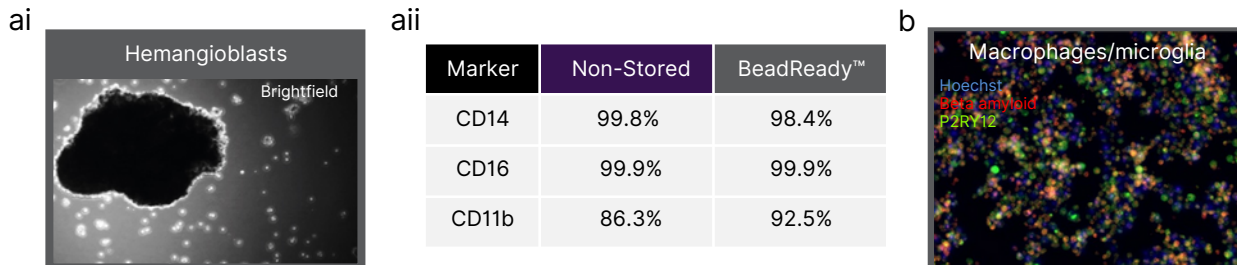 ai
Hemangioblasts
Brightfield
aii
Marker Non-Stored BeadReady™
CD14 99.8% 98.4%
CD16 99.9% 99.9%
CD11b 86.3% 92.5%
b
Macrophages/microglia
Hoechst
Beta amyloid
P2RY12